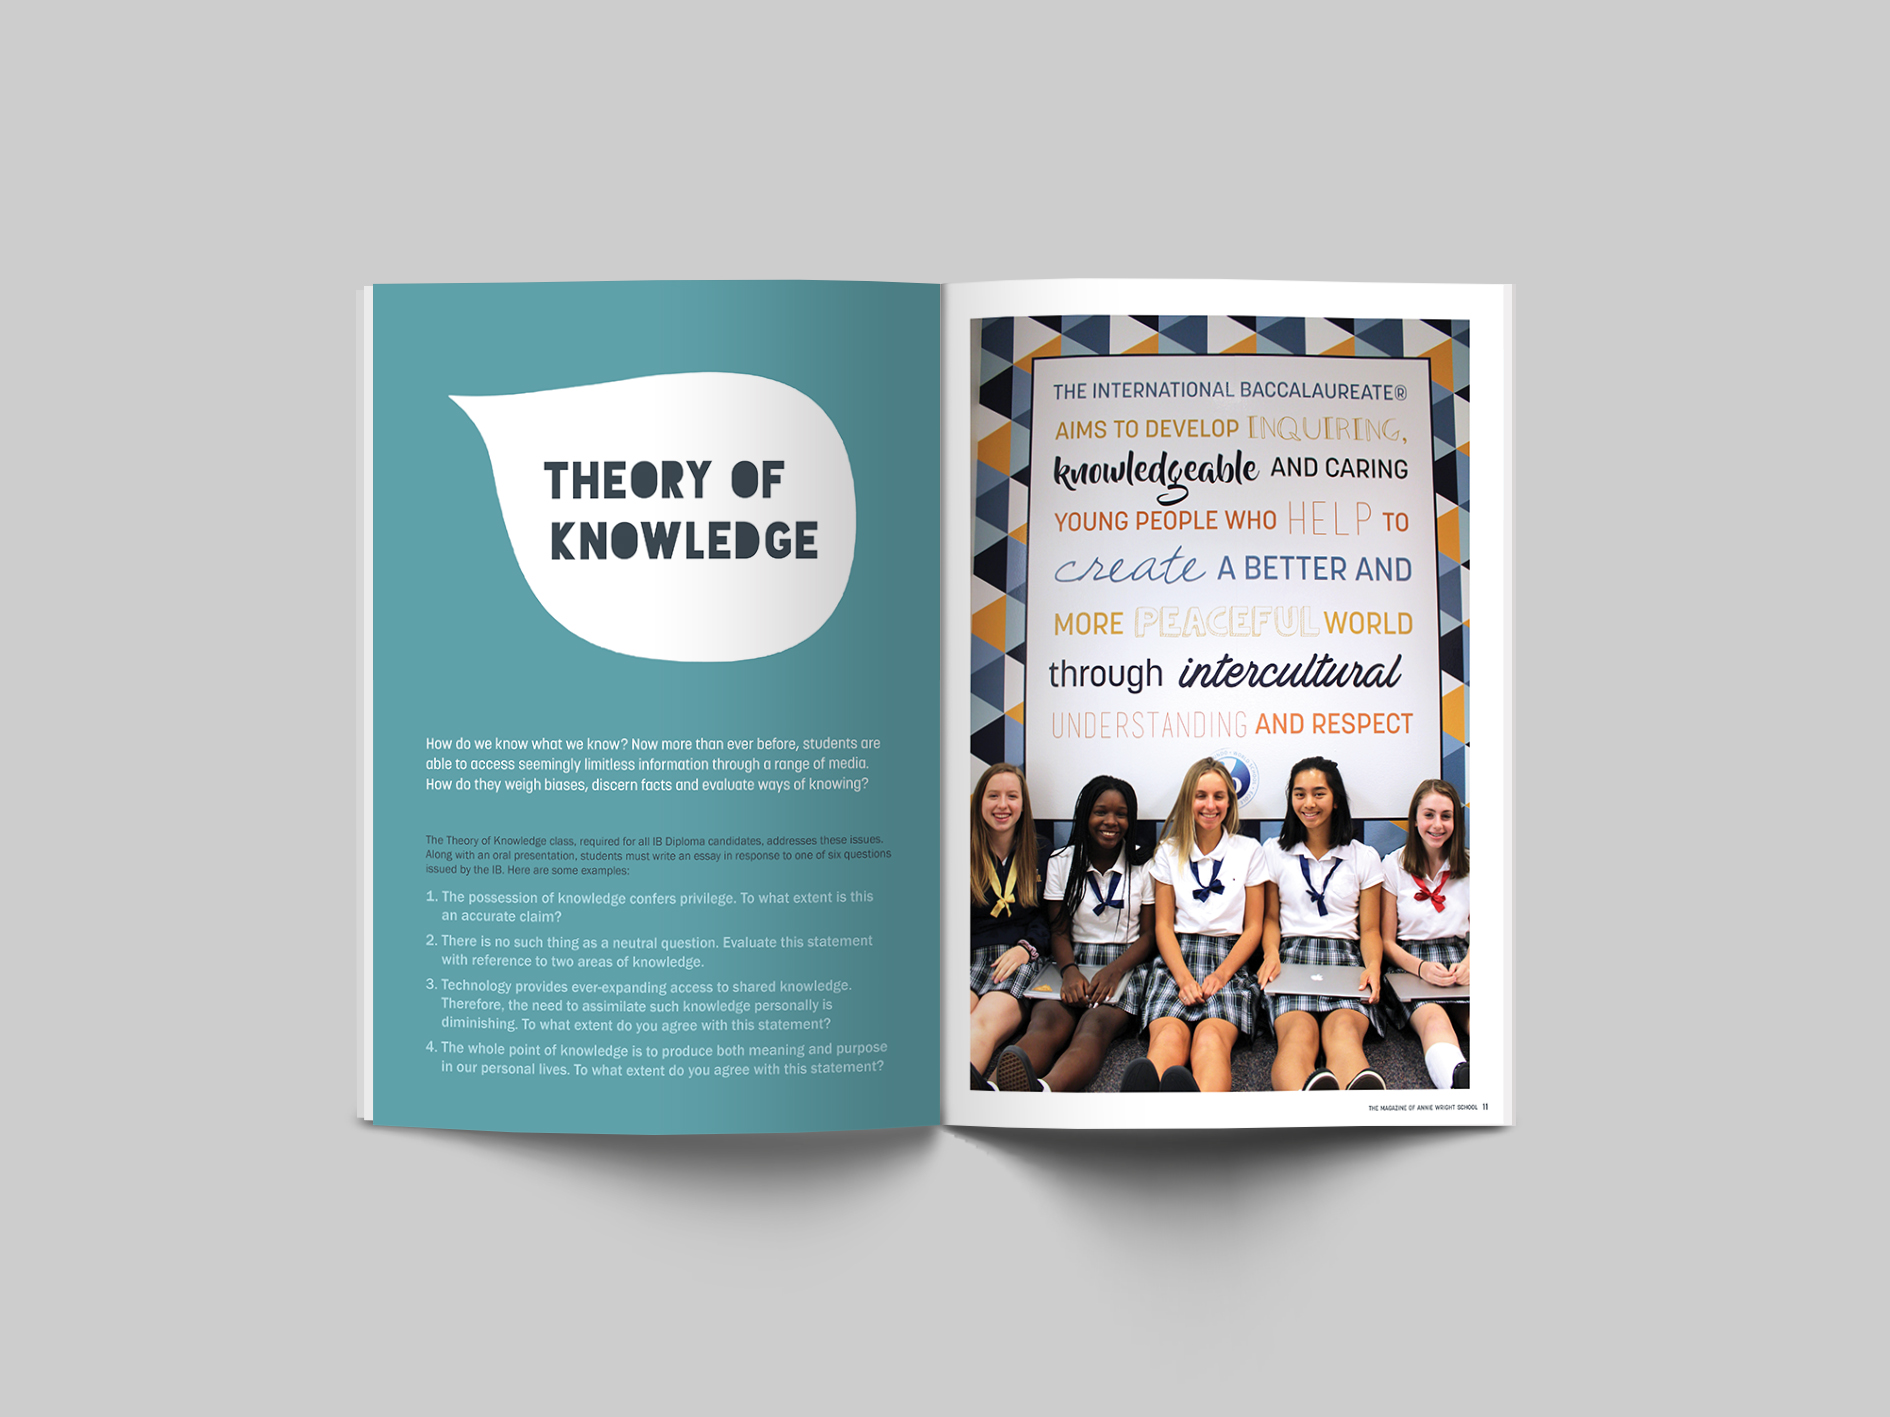 THEORY OF
KNOWLEDGE
How do we know what we know? Now more than ever before, students are
able to access seemingly limitless information through a range of media.
How do they weigh biases, discern facts and evaluate ways of knowing?
The Theory of Knowledge class, required for all IB Diploma candidates, addresses these issues.
Along with an oral presentation, students must write an essay in response to one of six questions
issued by the IB. Here are some examples:
1. The possession of knowledge confers privilege. To what extent is this
an accurate claim?
2. There is no such thing as a neutral question. Evaluate this statement
with reference to two areas of knowledge.
3. Technology provides ever-expanding access to shared knowledge.
Therefore, the need to assimilate such knowledge personally is
diminishing. To what extent do you agree with this statement?
4. The whole point of knowledge is to produce both meaning and purpose
in our personal lives. To what extent do you agree with this statement?
THE INTERNATIONAL BACCALAUREATE®
AIMS TO DEVELOP INQUIRING,
knowledgeable AND CARING
YOUNG PEOPLE WHO HELP TO
create A BETTER AND
MORE PEACEFUL WORLD
through intercultural
UNDERSTANDING AND RESPECT
THE MAGAZINE OF ANNIE WRIGHT SCHOOL 11